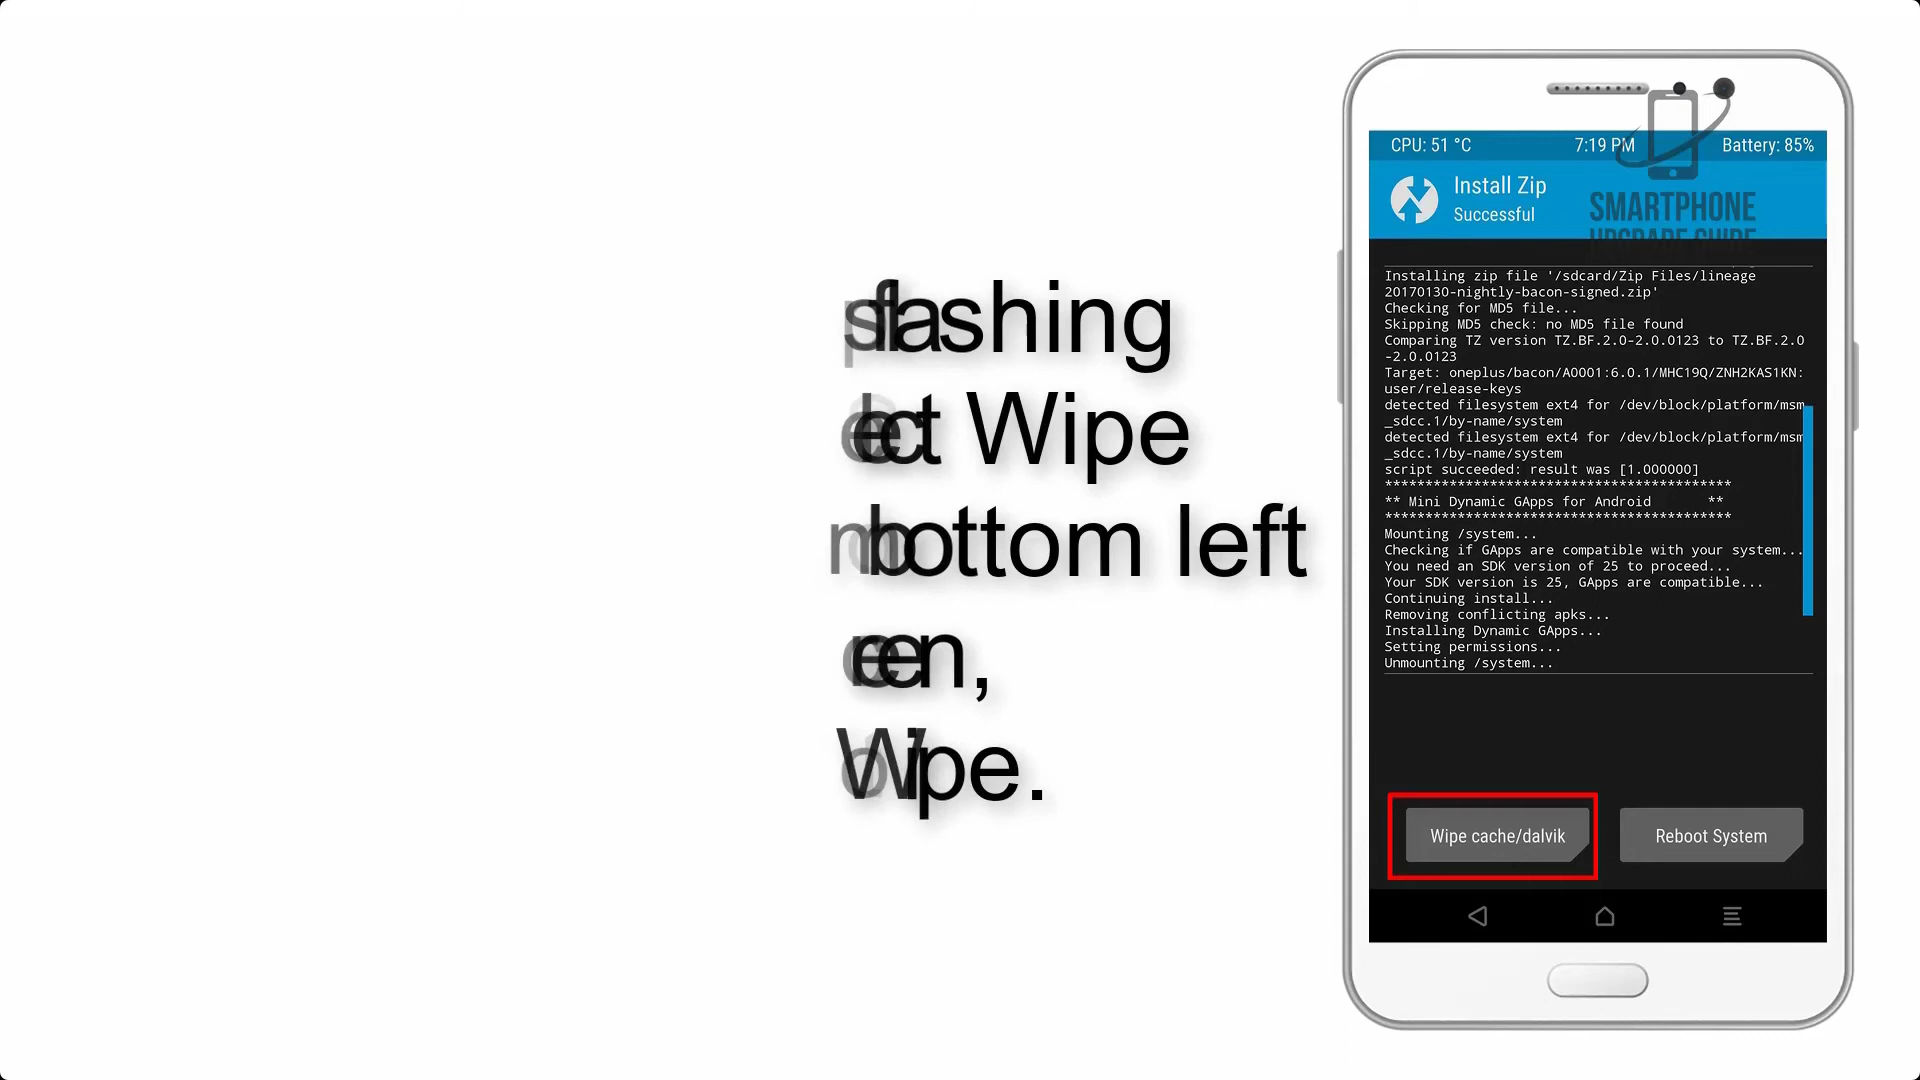 flashing
Wipe
bottom left
Wipe.
CPU: 51 °C 7:19 PM Battery: 85%
Install Zip
Successful
SMARTPHONE
UPGRADE GUIDE
Installing zip file '/sdcard/Zip Files/lineage
20170130-nightly-bacon-signed.zip'
Checking for MD5 file...
Skipping MD5 check: no MD5 file found
Comparing TZ version TZ.BF.2.0-2.0.0123 to TZ.BF.2.0
-2.0.0123
Target: oneplus/bacon/A0001:6.0.1/MHC19Q/ZNH2KAS1KN:
user/release-keys
detected filesystem ext4 for /dev/block/platform/msm
_sdcc.1/by-name/system
detected filesystem ext4 for /dev/block/platform/msm
_sdcc.1/by-name/system
script succeeded: result was [1.000000]
*******************************************
** Mini Dynamic GApps for Android **
*******************************************
Mounting /system...
Checking if GApps are compatible with your system...
You need an SDK version of 25 to proceed...
Your SDK version is 25, GApps are compatible...
Continuing install...
Removing conflicting apks...
Installing Dynamic GApps...
Setting permissions...
Unmounting /system...
Wipe cache/dalvik Reboot System